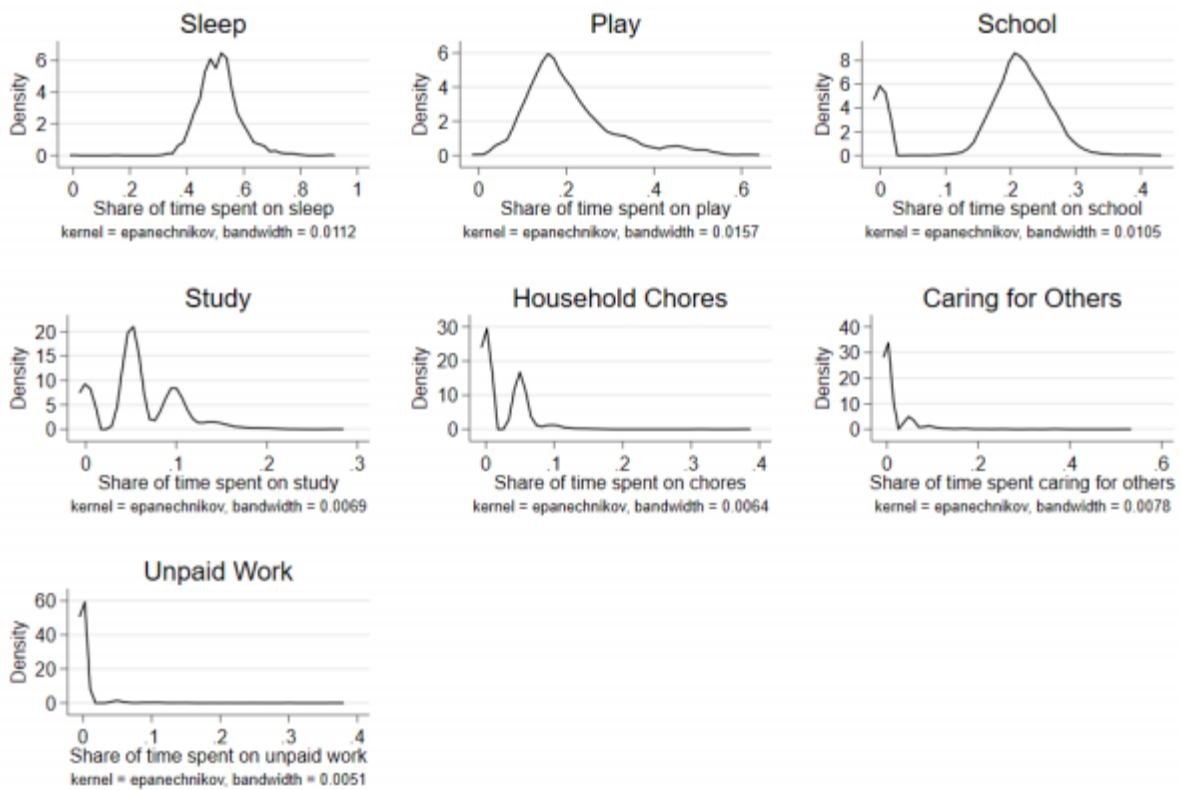 Sleep
Density
6
4
2
0
0 .2 .4 .6 .8 1
Share of time spent on sleep
kernel = epanechnikov, bandwidth = 0.0112
Play
Density
6
4
2
0
0 .2 .4 .6
Share of time spent on play
kernel = epanechnikov, bandwidth = 0.0157
School
Density
8
6
4
2
0
0 .1 .2 .3 .4
Share of time spent on school
kernel = epanechnikov, bandwidth = 0.0105
Study
Density
20
15
10
5
0
0 .1 .2 .3
Share of time spent on study
kernel = epanechnikov, bandwidth = 0.0069
Household Chores
Density
30
20
10
0
0 .1 .2 .3 .4
Share of time spent on chores
kernel = epanechnikov, bandwidth = 0.0064
Caring for Others
Density
40
30
20
10
0
0 .2 .4 .6
Share of time spent caring for others
kernel = epanechnikov, bandwidth = 0.0078
Unpaid Work
Density
60
40
20
0
0 .1 .2 .3 .4
Share of time spent on unpaid work
kernel = epanechnikov, bandwidth = 0.0051